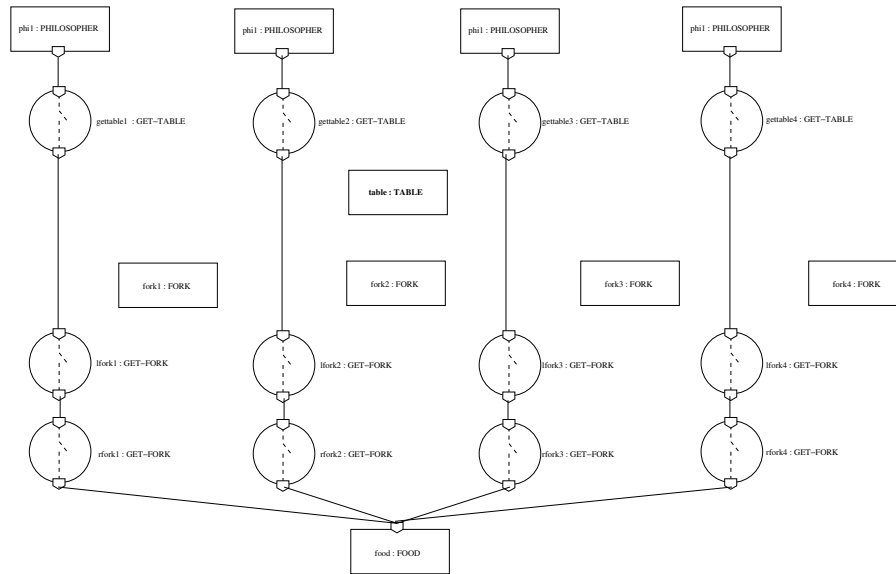 phi1 : PHILOSOPHER
phi1 : PHILOSOPHER
phi1 : PHILOSOPHER
phi1 : PHILOSOPHER
gettable1 : GET−TABLE
gettable2 : GET−TABLE
gettable3 : GET−TABLE
gettable4 : GET−TABLE
table : TABLE
fork1 : FORK
fork2 : FORK
fork3 : FORK
fork4 : FORK
lfork1 : GET−FORK
lfork2 : GET−FORK
lfork3 : GET−FORK
lfork4 : GET−FORK
rfork1 : GET−FORK
rfork2 : GET−FORK
rfork3 : GET−FORK
rfork4 : GET−FORK
food : FOOD